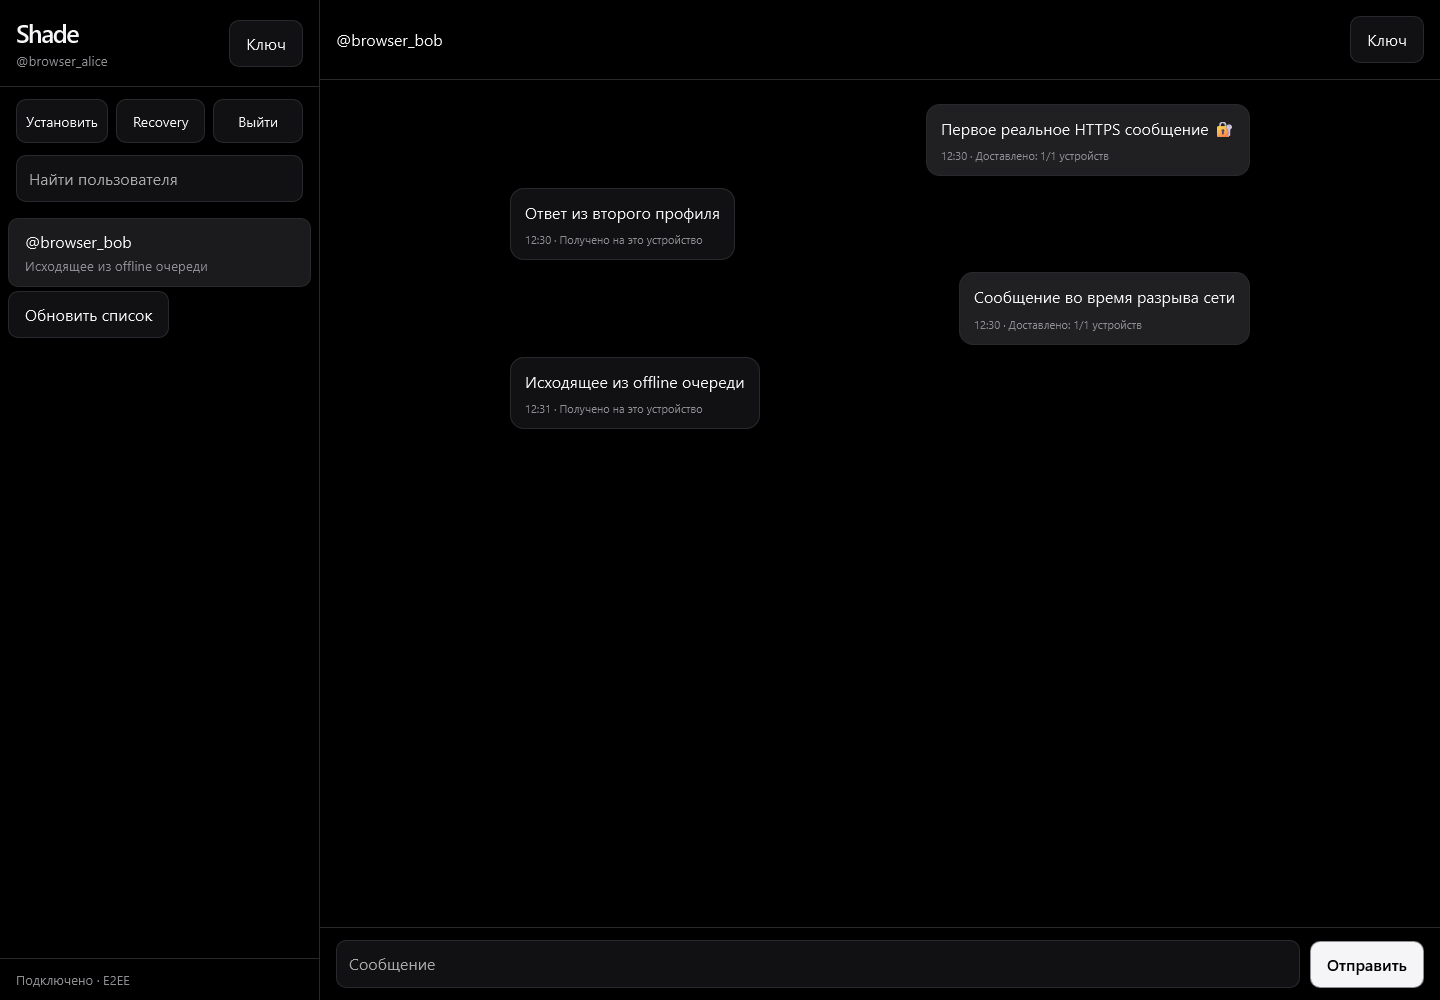 Shade
@browser_alice
Ключ
Установить
Recovery
Выйти
Найти пользователя
@browser_bob
Исходящее из offline очереди
Обновить список
Подключено · E2EE
@browser_bob
Ключ
Первое реальное HTTPS сообщение 🔐
12:30 · Доставлено: 1/1 устройств
Ответ из второго профиля
12:30 · Получено на это устройство
Сообщение во время разрыва сети
12:30 · Доставлено: 1/1 устройств
Исходящее из offline очереди
12:31 · Получено на это устройство
Сообщение
Отправить